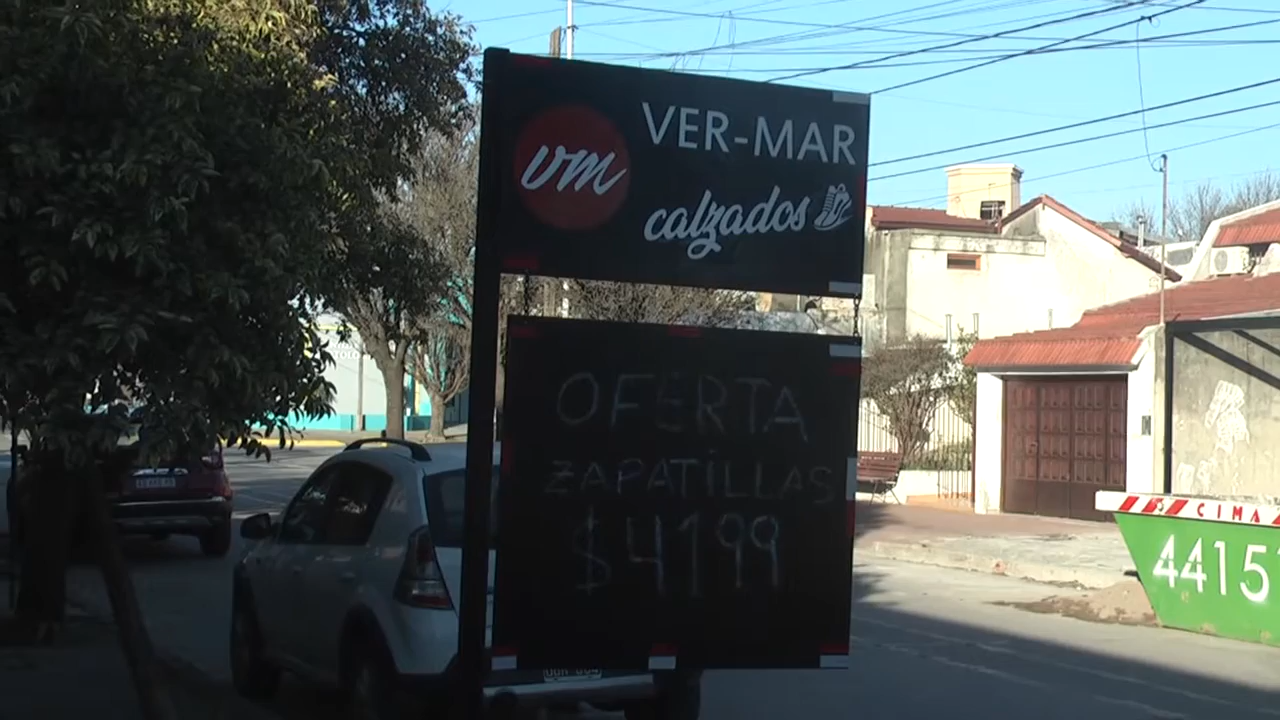 vm
VER-MAR
calzados
OFERTA
ZAPATILLAS
$4199
CIMA
4415